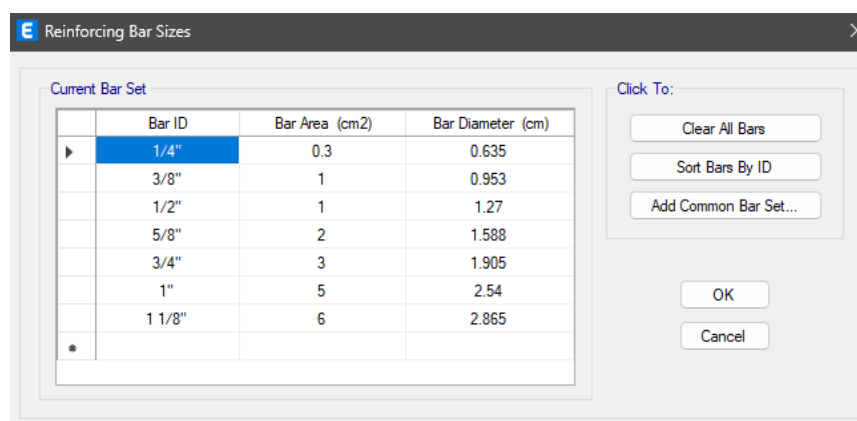 E Reinforcing Bar Sizes
Current Bar Set
Bar ID Bar Area (cm2) Bar Diameter (cm)
1/4" 0.3 0.635
3/8" 1 0.953
1/2" 1 1.27
5/8" 2 1.588
3/4" 3 1.905
1" 5 2.54
1 1/8" 6 2.865
*
Click To:
Clear All Bars
Sort Bars By ID
Add Common Bar Set...
OK
Cancel